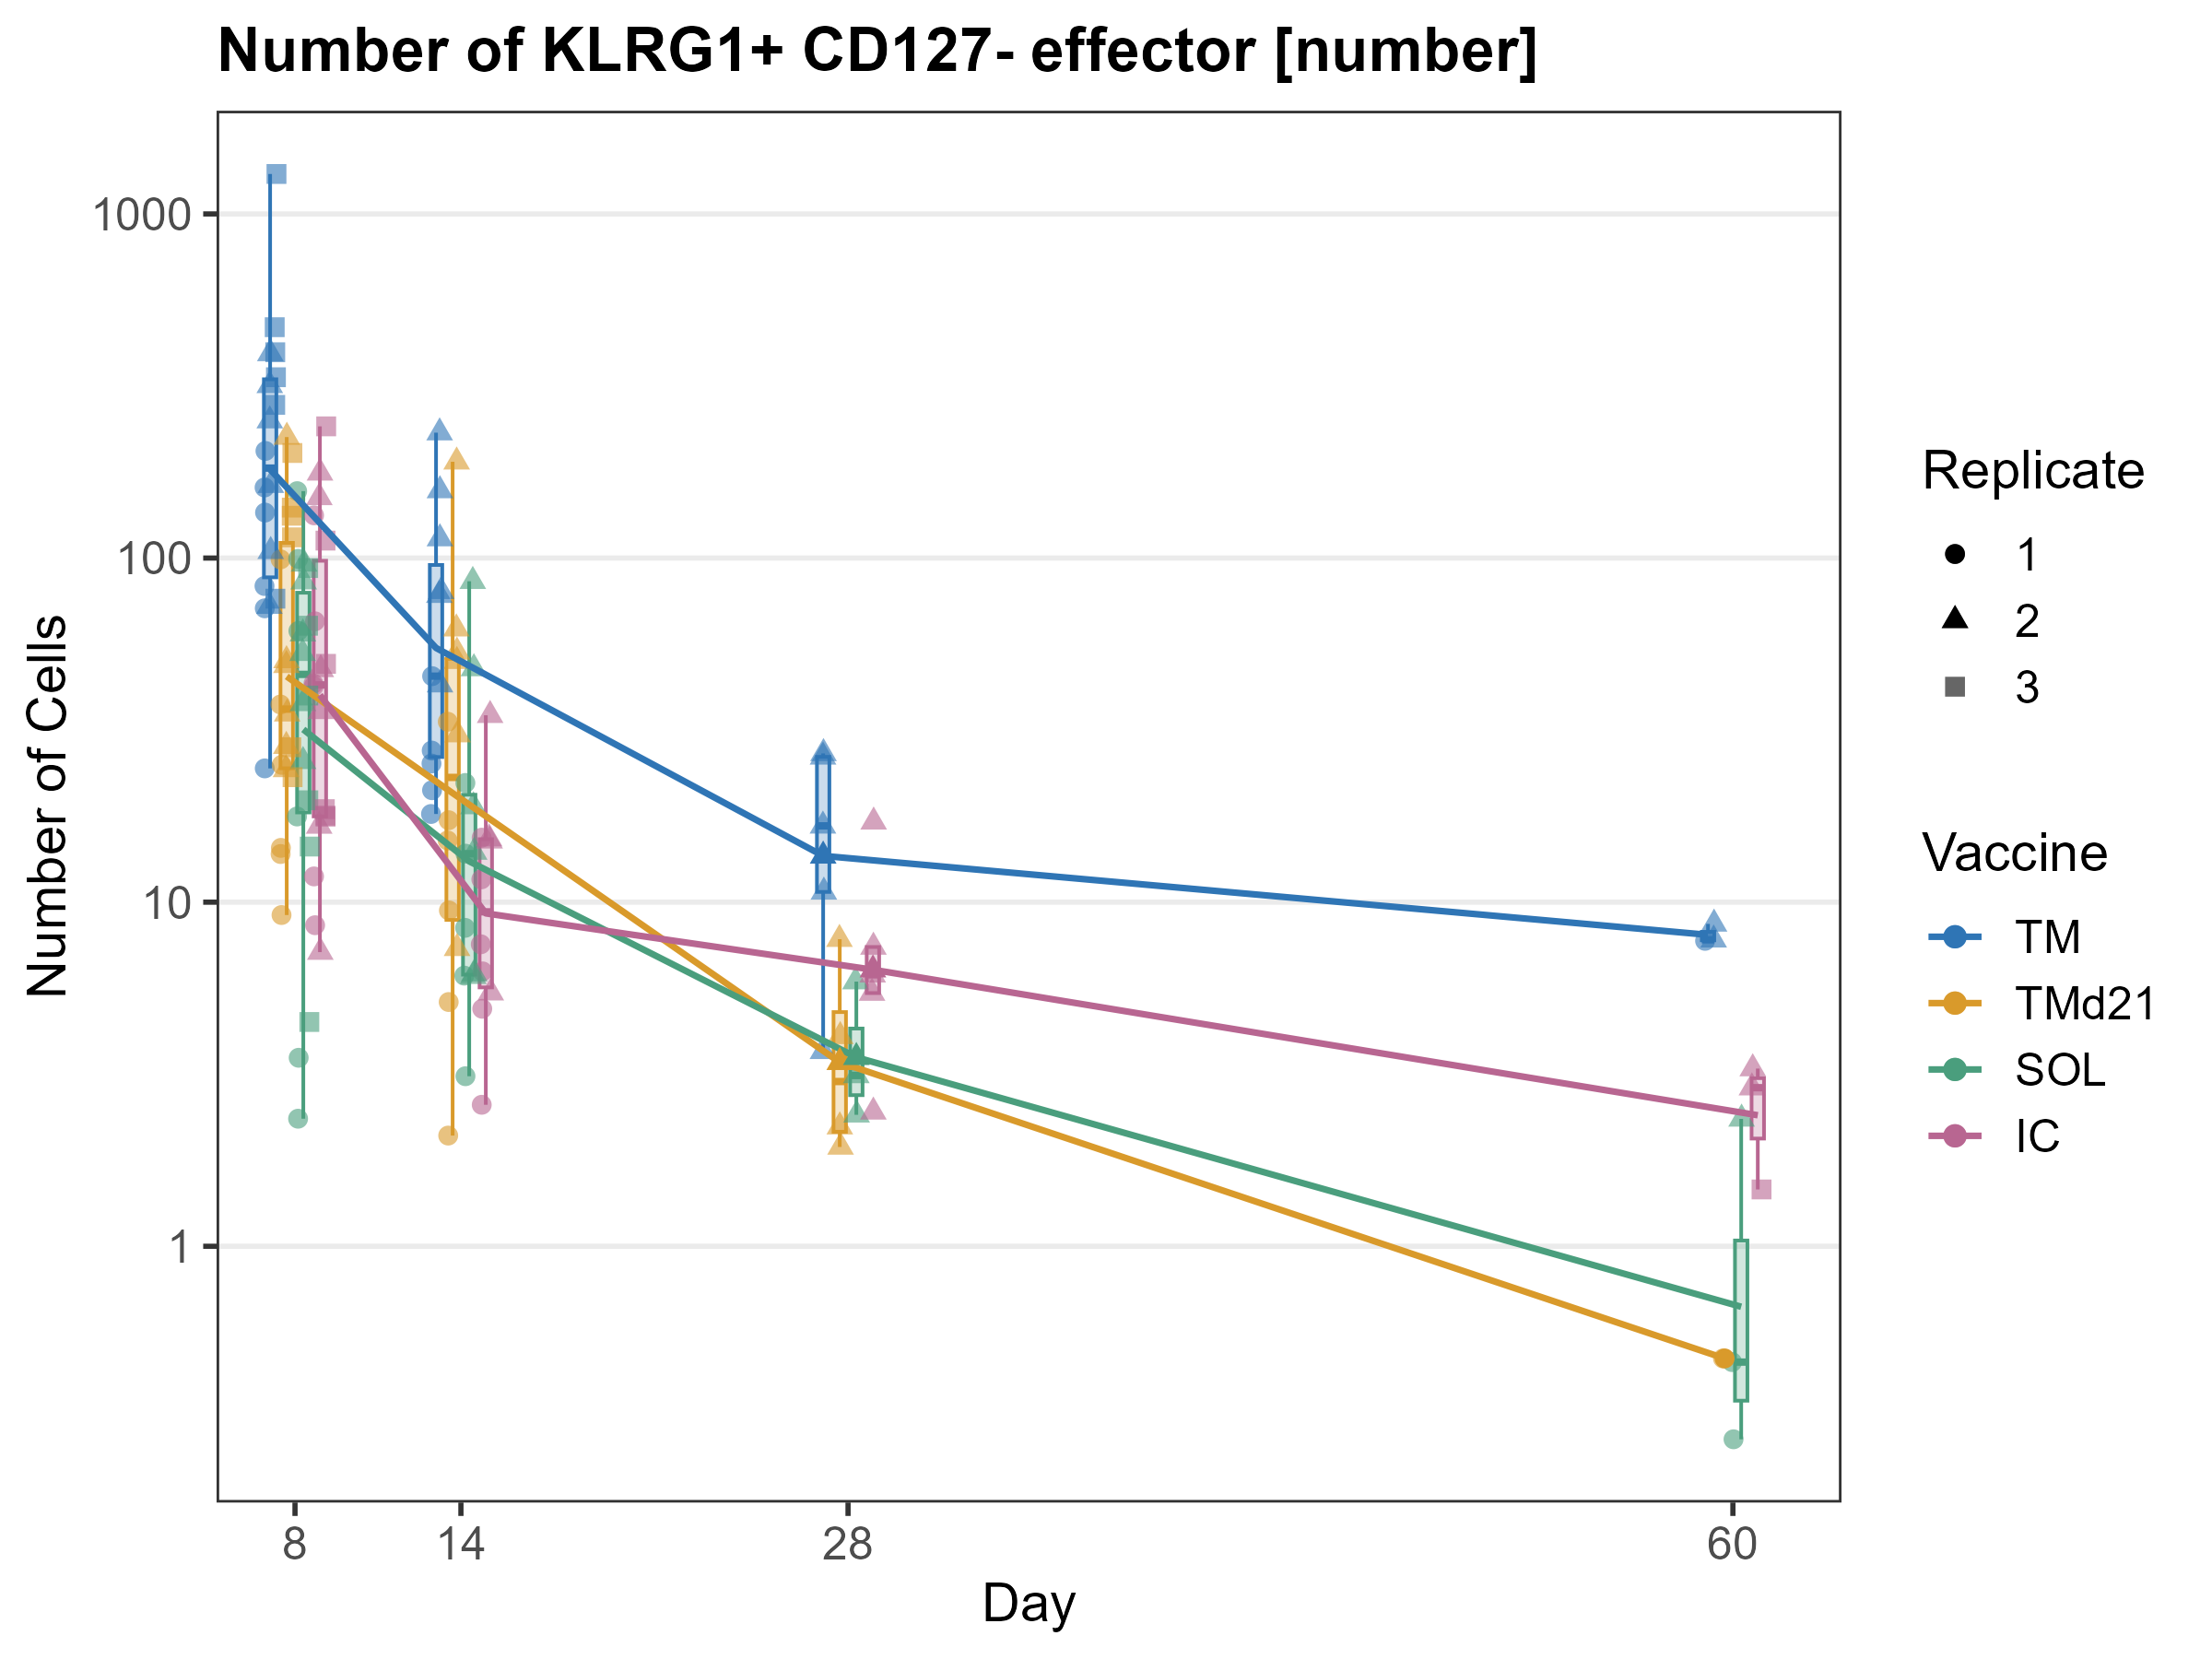 Number of KLRG1+ CD127- effector [number]
Number of Cells
1000
100
10
1
8 14 28 60
Day
Replicate
1
2
3
Vaccine
TM
TMd21
SOL
IC